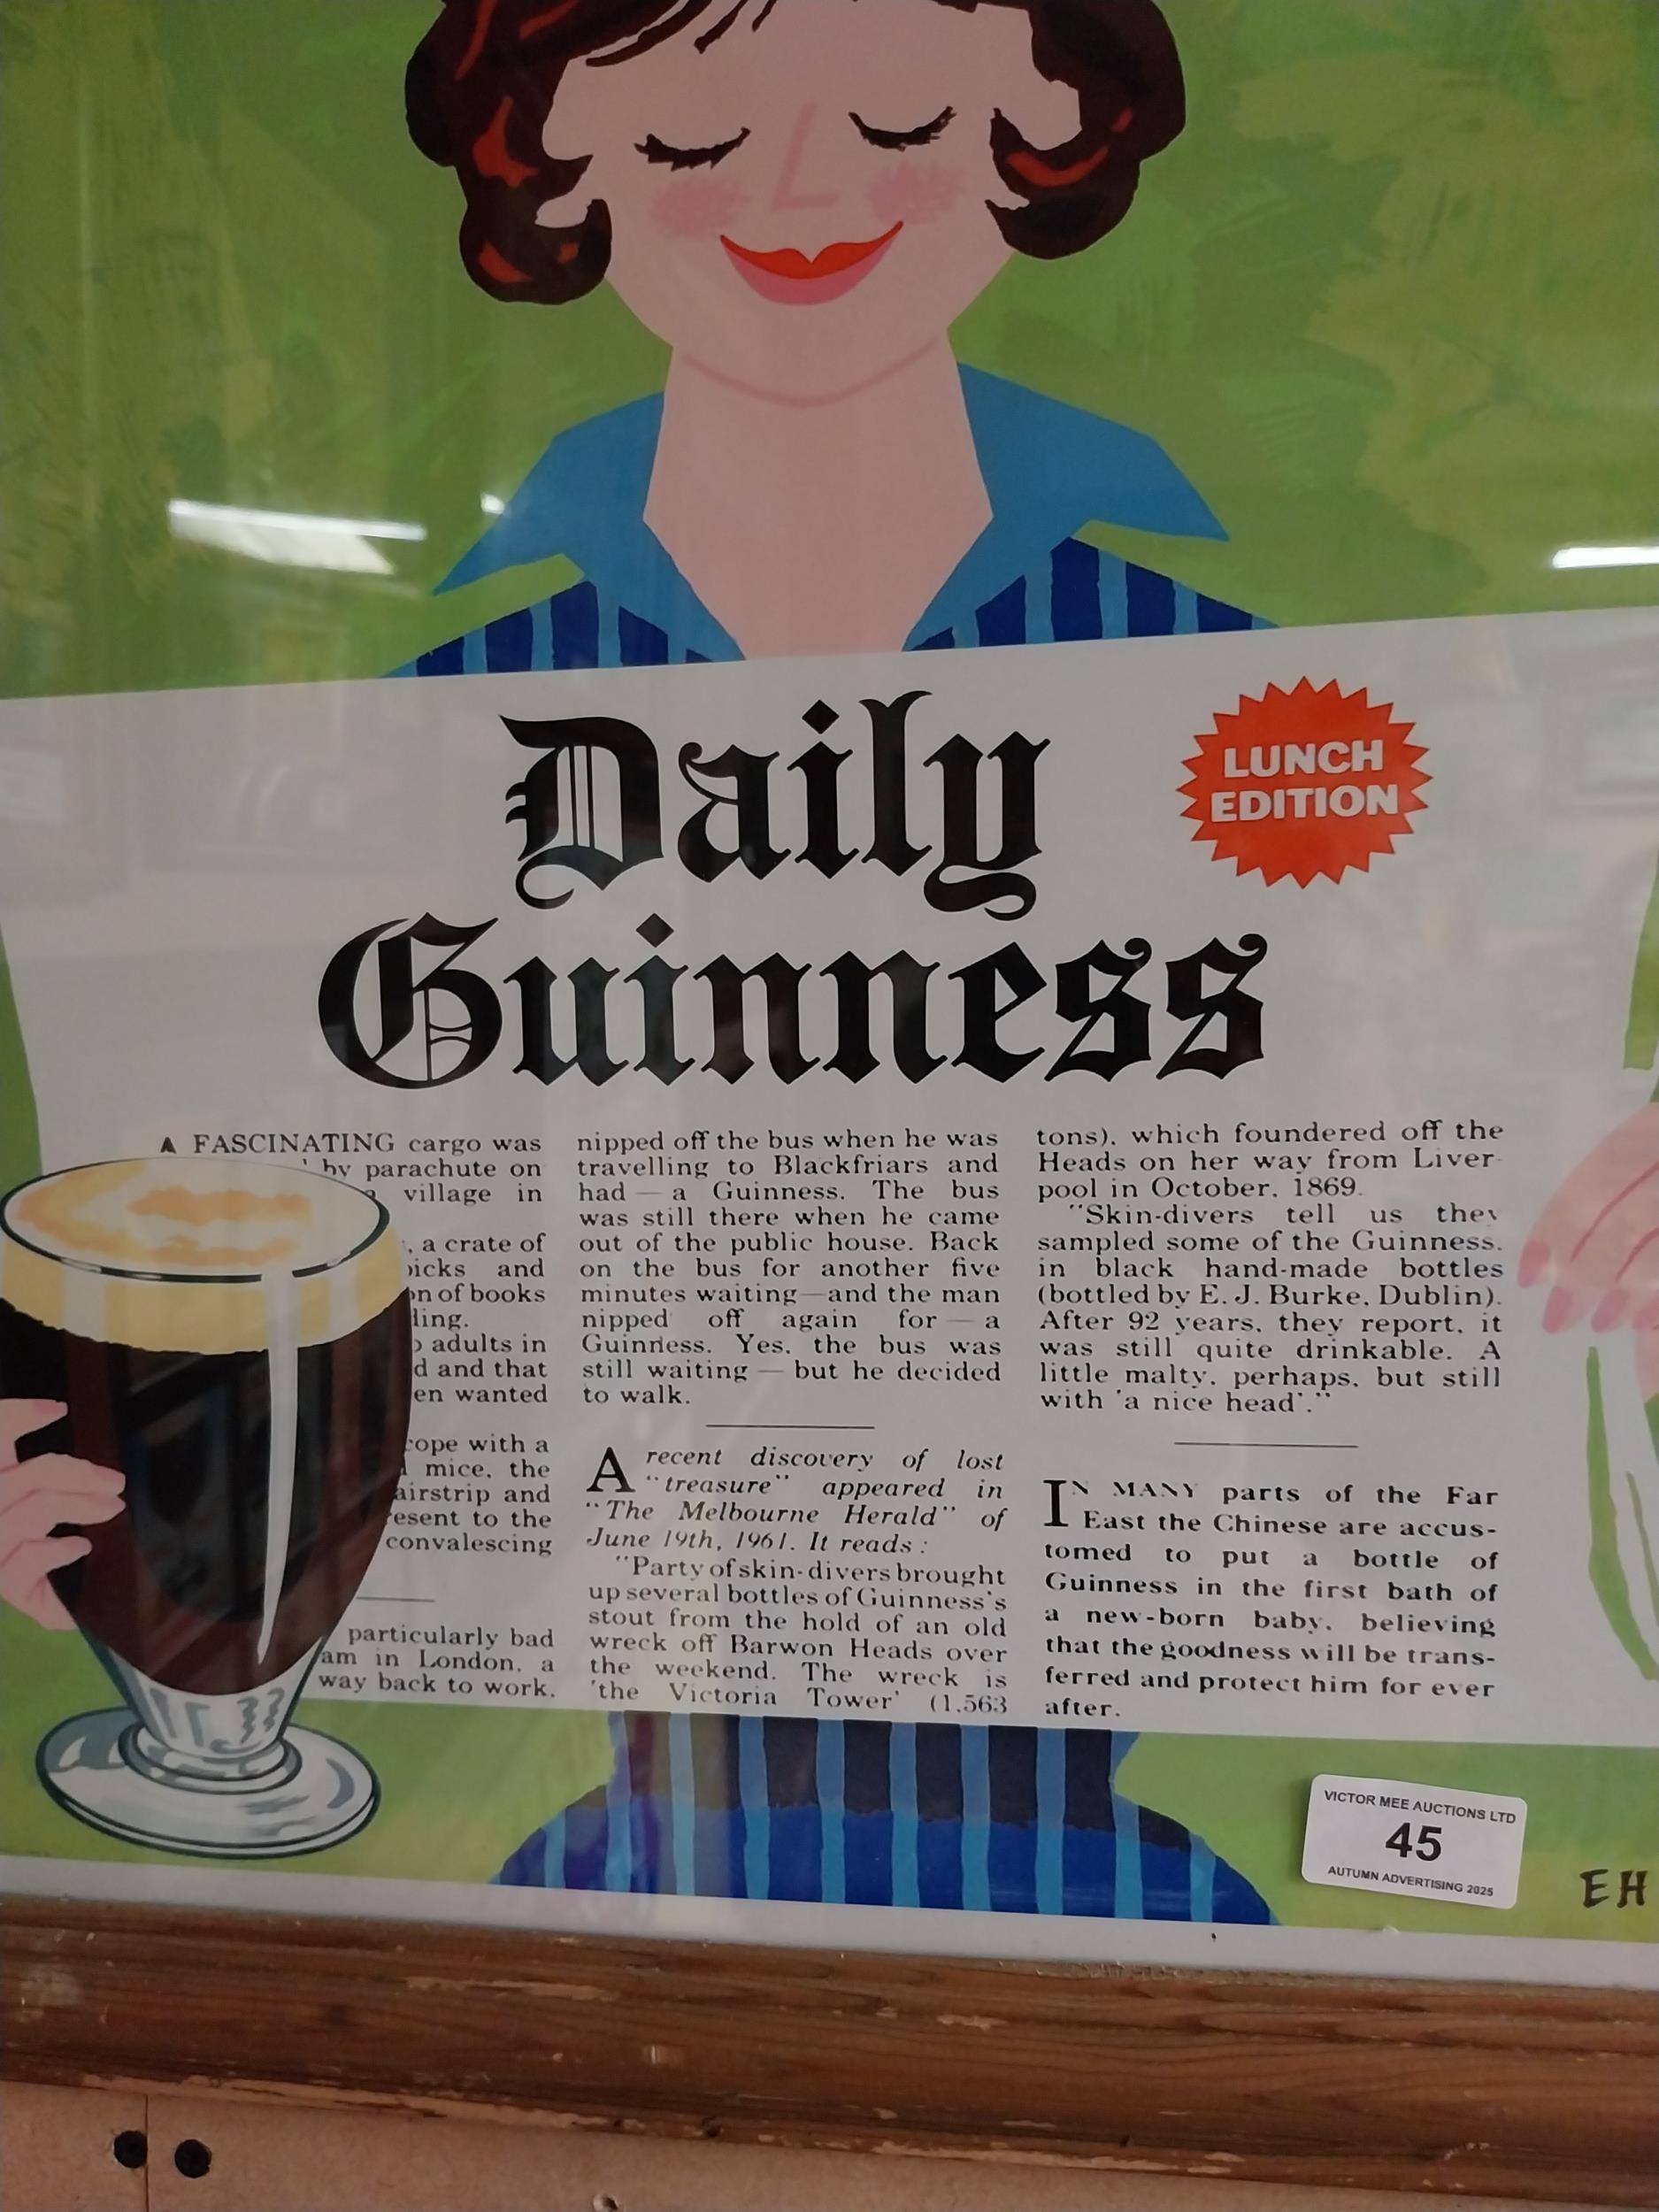 Daily
LUNCH
EDITION
Guinness
A FASCINATING cargo was
by parachute on
village in
a crate of
and
of books
adults in
and that
wanted
with a
mice, the
airstrip and
to the
convalescing
particularly bad
in London, a
way back to work.
nipped off the bus when he was
travelling to Blackfriars and
had — a Guinness. The bus
was still there when he came
out of the public house. Back
on the bus for another five
minutes waiting—and the man
nipped off again for — a
Guinness. Yes, the bus was
still waiting — but he decided
to walk.
A recent discovery of lost
"treasure" appeared in
"The Melbourne Herald" of
June 19th, 1961. It reads:
"Party of skin-divers brought
up several bottles of Guinness's
stout from the hold of an old
wreck off Barwon Heads over
the weekend. The wreck is
'the Victoria Tower' (1,563
tons), which foundered off the
Heads on her way from Liver-
pool in October, 1869.
"Skin-divers tell us they
sampled some of the Guinness,
in black hand-made bottles
(bottled by E. J. Burke, Dublin).
After 92 years, they report, it
was still quite drinkable. A
little malty, perhaps, but still
with 'a nice head'."
IN MANY parts of the Far
East the Chinese are accus-
tomed to put a bottle of
Guinness in the first bath of
a new-born baby, believing
that the goodness will be trans-
ferred and protect him for ever
after.
VICTOR MEE AUCTIONS LTD
45
AUTUMN ADVERTISING 2025
EH